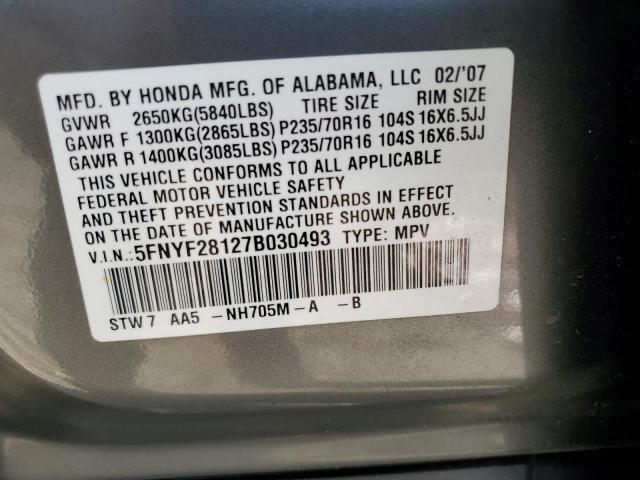 MFD. BY HONDA MFG. OF ALABAMA, LLC 02/'07
GVWR 2650KG(5840LBS) TIRE SIZE RIM SIZE
GAWR F 1300KG(2865LBS) P235/70R16 104S 16X6.5JJ
GAWR R 1400KG(3085LBS) P235/70R16 104S 16X6.5JJ
THIS VEHICLE CONFORMS TO ALL APPLICABLE
FEDERAL MOTOR VEHICLE SAFETY
AND THEFT PREVENTION STANDARDS IN EFFECT
ON THE DATE OF MANUFACTURE SHOWN ABOVE.
V.I.N.:5FNYF28127B030493 TYPE: MPV
STW7 AA5 -NH705M-A -B